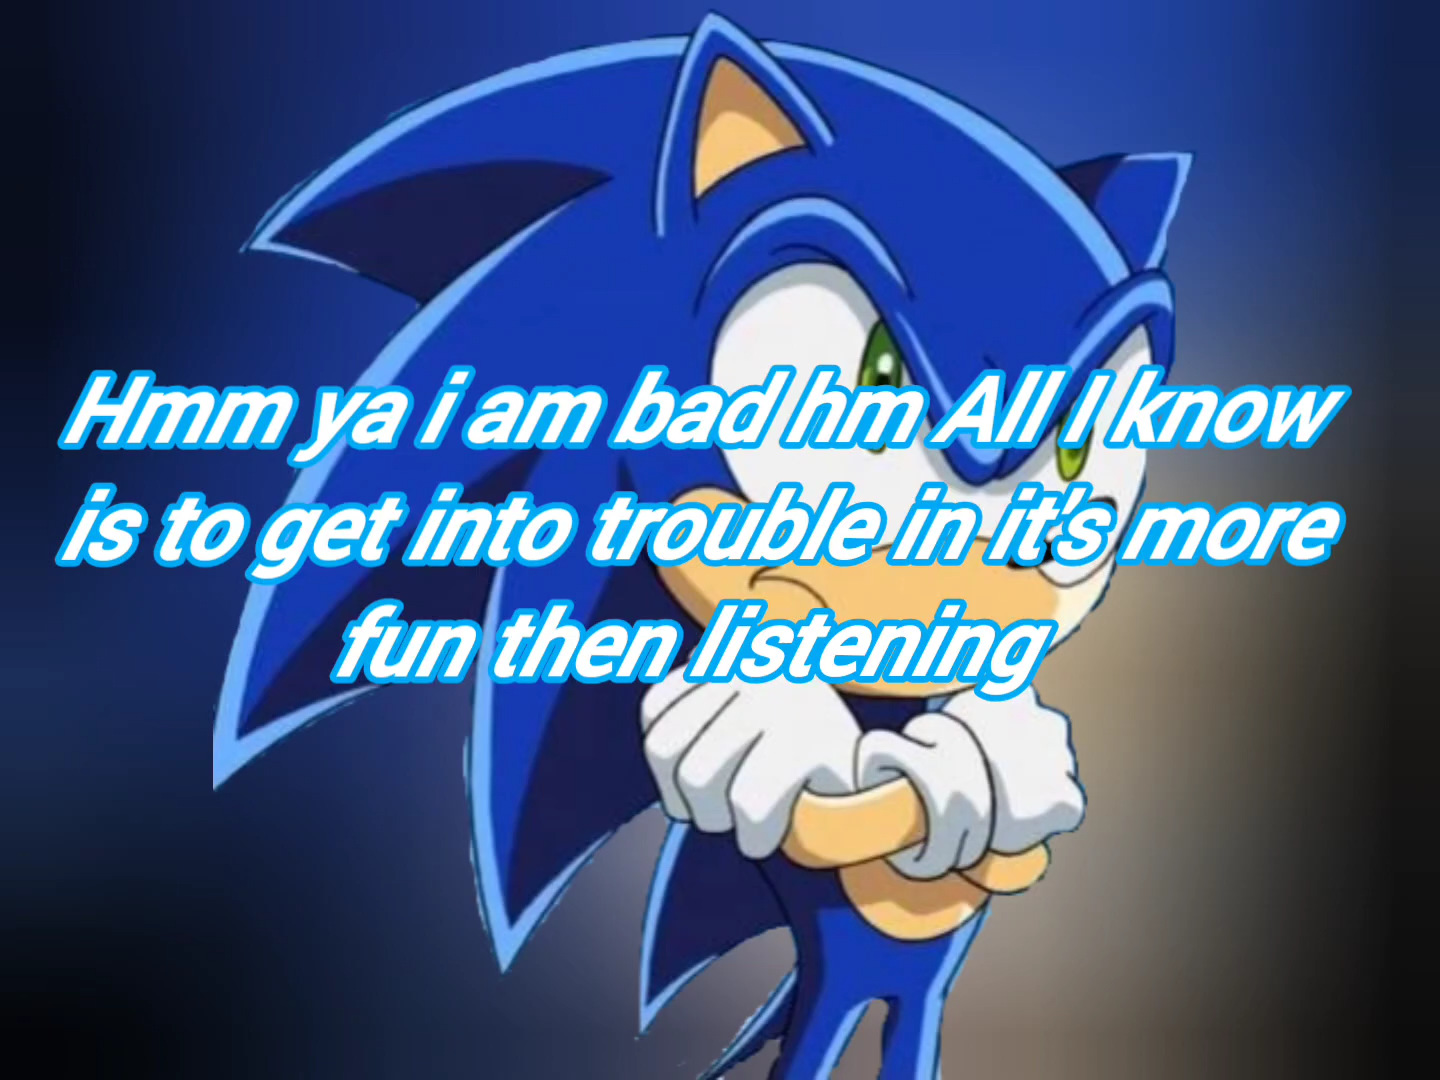 Hmm ya i am bad hm All I know
is to get into trouble in it's more
fun then listening